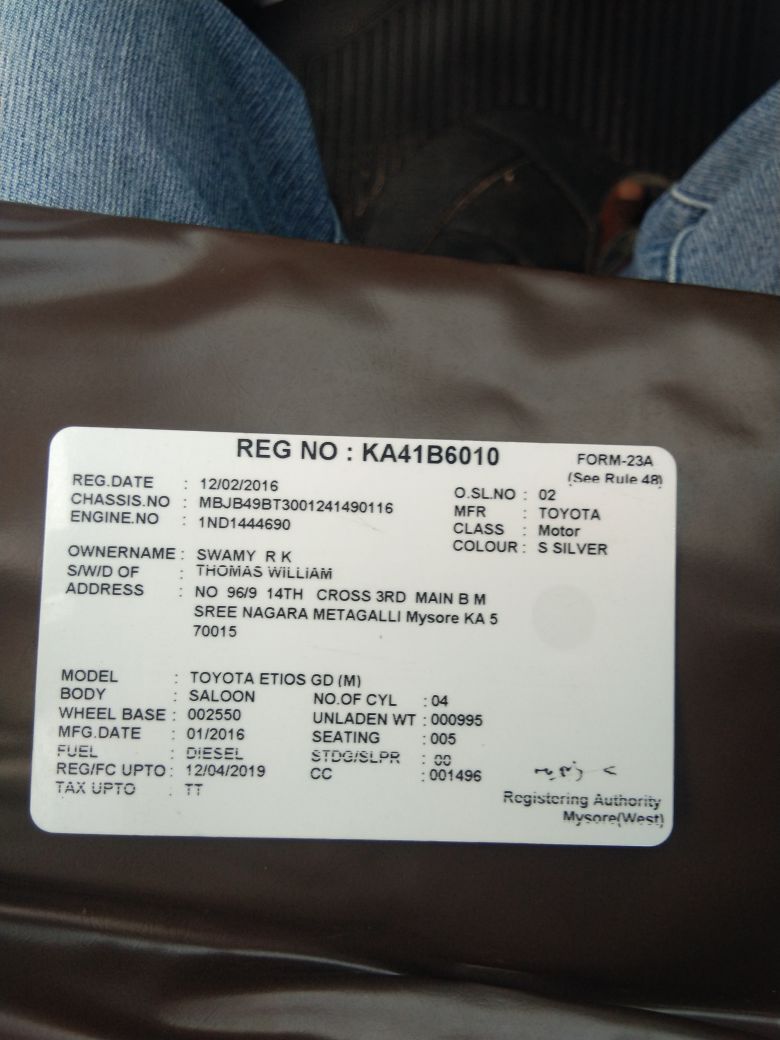 REG NO : KA41B6010
FORM-23A
(See Rule 48)
REG.DATE : 12/02/2016
CHASSIS.NO : MBJB49BT3001241490116
ENGINE.NO : 1ND1444690
O.SL.NO : 02
MFR : TOYOTA
CLASS : Motor
COLOUR : S SILVER
OWNERNAME : SWAMY R K
S/W/D OF : THOMAS WILLIAM
ADDRESS : NO 96/9 14TH CROSS 3RD MAIN B M
SREE NAGARA METAGALLI Mysore KA 5
70015
MODEL : TOYOTA ETIOS GD (M)
BODY : SALOON
WHEEL BASE : 002550
MFG.DATE : 01/2016
FUEL : DIESEL
REG/FC UPTO : 12/04/2019
TAX UPTO : TT
NO.OF CYL : 04
UNLADEN WT : 000995
SEATING : 005
STDG/SLPR : 00
CC : 001496
Registering Authority
Mysore(West)